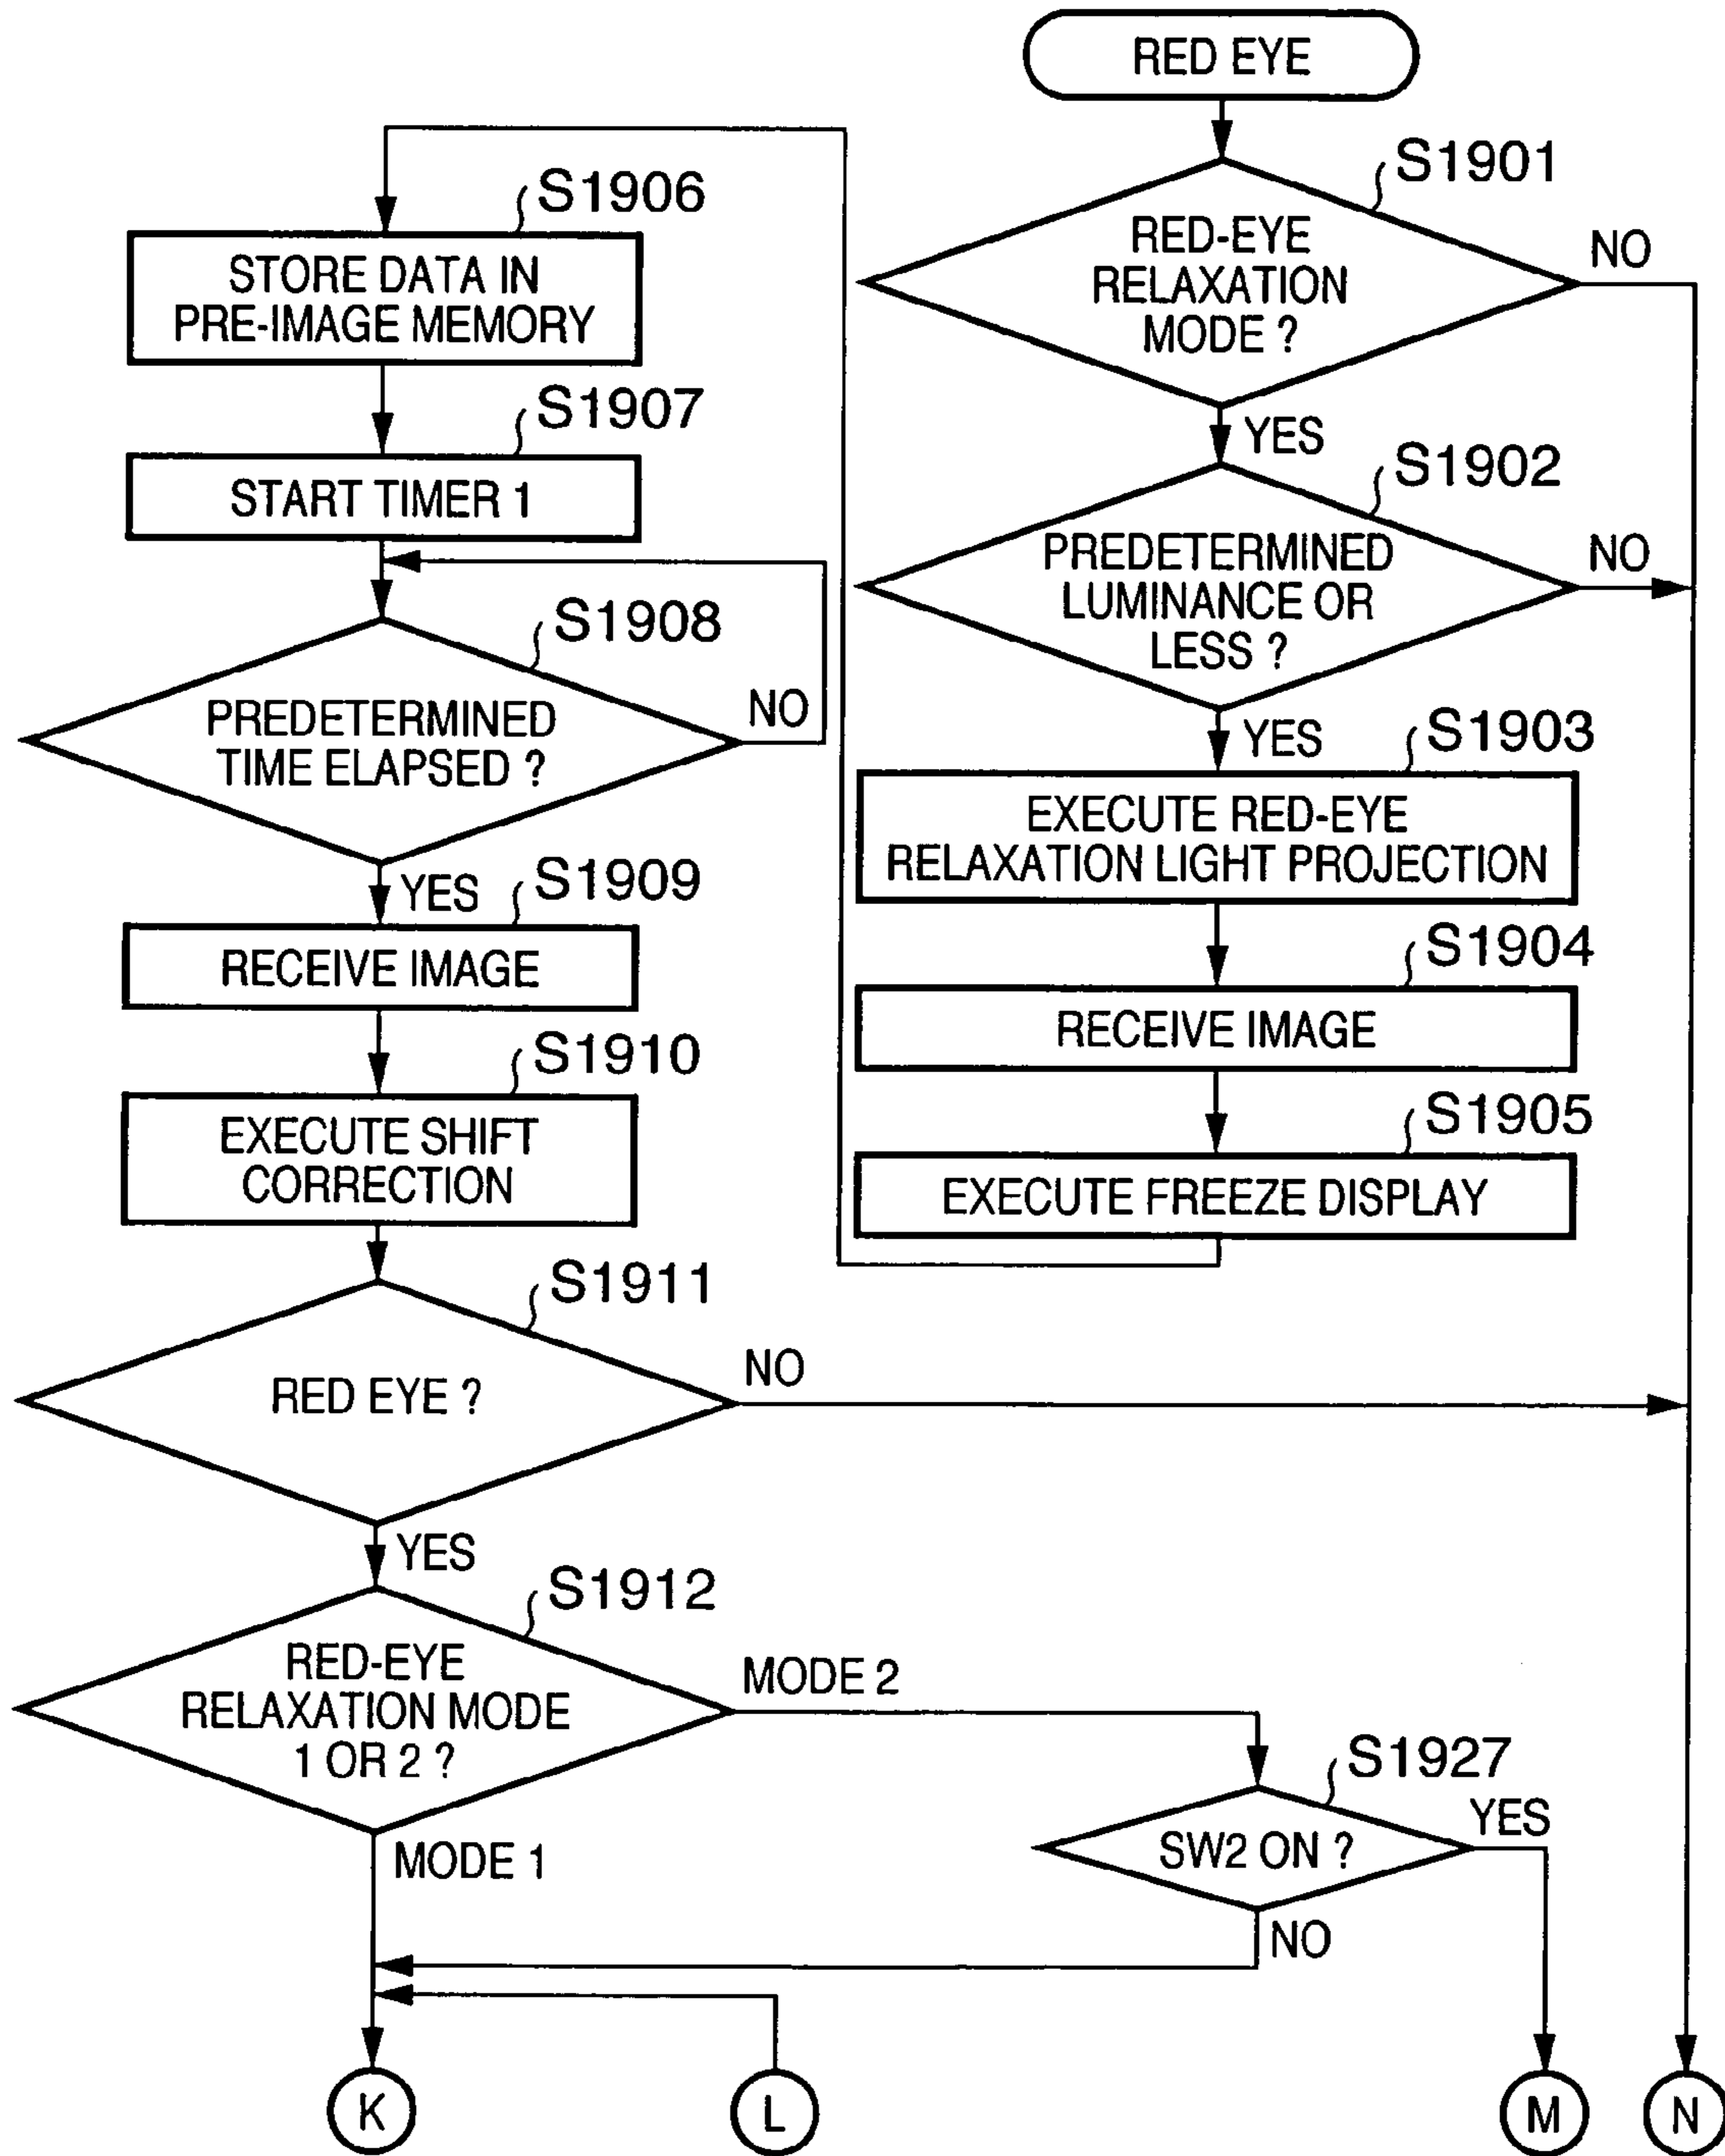 RED EYE
S1901
RED-EYE
RELAXATION
MODE ?
NO
YES
S1902
PREDETERMINED
LUMINANCE OR
LESS ?
NO
YES
S1903
EXECUTE RED-EYE
RELAXATION LIGHT PROJECTION
S1904
RECEIVE IMAGE
S1905
EXECUTE FREEZE DISPLAY
S1906
STORE DATA IN
PRE-IMAGE MEMORY
S1907
START TIMER 1
S1908
PREDETERMINED
TIME ELAPSED ?
NO
YES
S1909
RECEIVE IMAGE
S1910
EXECUTE SHIFT
CORRECTION
S1911
RED EYE ?
NO
YES
S1912
RED-EYE
RELAXATION MODE
1 OR 2 ?
MODE 2
MODE 1
S1927
SW2 ON ?
YES
NO
K
L
M
N